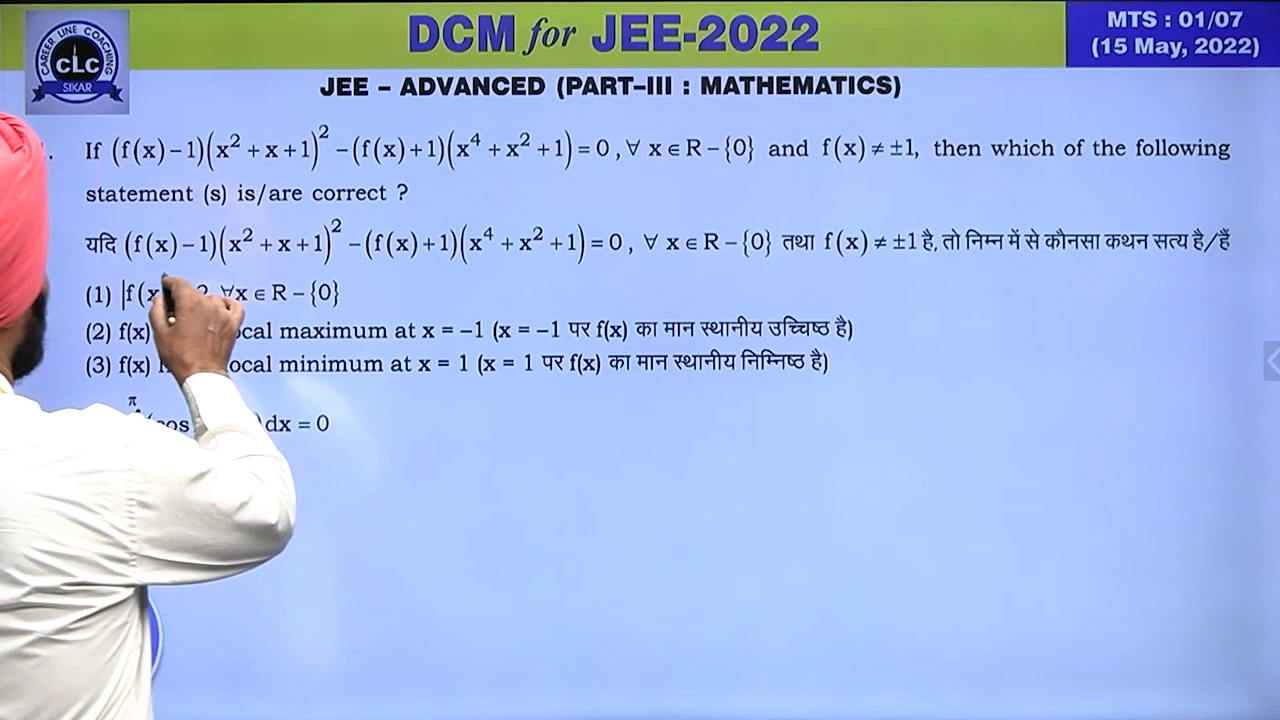 CAREER LINE COACHING
CLC
SIKAR
DCM for JEE-2022
MTS : 01/07
(15 May, 2022)
JEE – ADVANCED (PART–III : MATHEMATICS)
If (f(x)−1)(x²+x+1)² −(f(x)+1)(x⁴+x²+1)=0, ∀ x∈R−{0} and f(x)≠±1, then which of the following
statement (s) is/are correct ?
यदि (f(x)−1)(x²+x+1)² −(f(x)+1)(x⁴+x²+1)=0, ∀ x∈R−{0} तथा f(x)≠±1 है, तो निम्न में से कौनसा कथन सत्य है/हैं
(1) |f(x ∀x∈R−{0}
(2) f(x) local maximum at x = −1 (x = −1 पर f(x) का मान स्थानीय उच्चिष्ठ है)
(3) f(x) local minimum at x = 1 (x = 1 पर f(x) का मान स्थानीय निम्निष्ठ है)
π
(cos )dx = 0